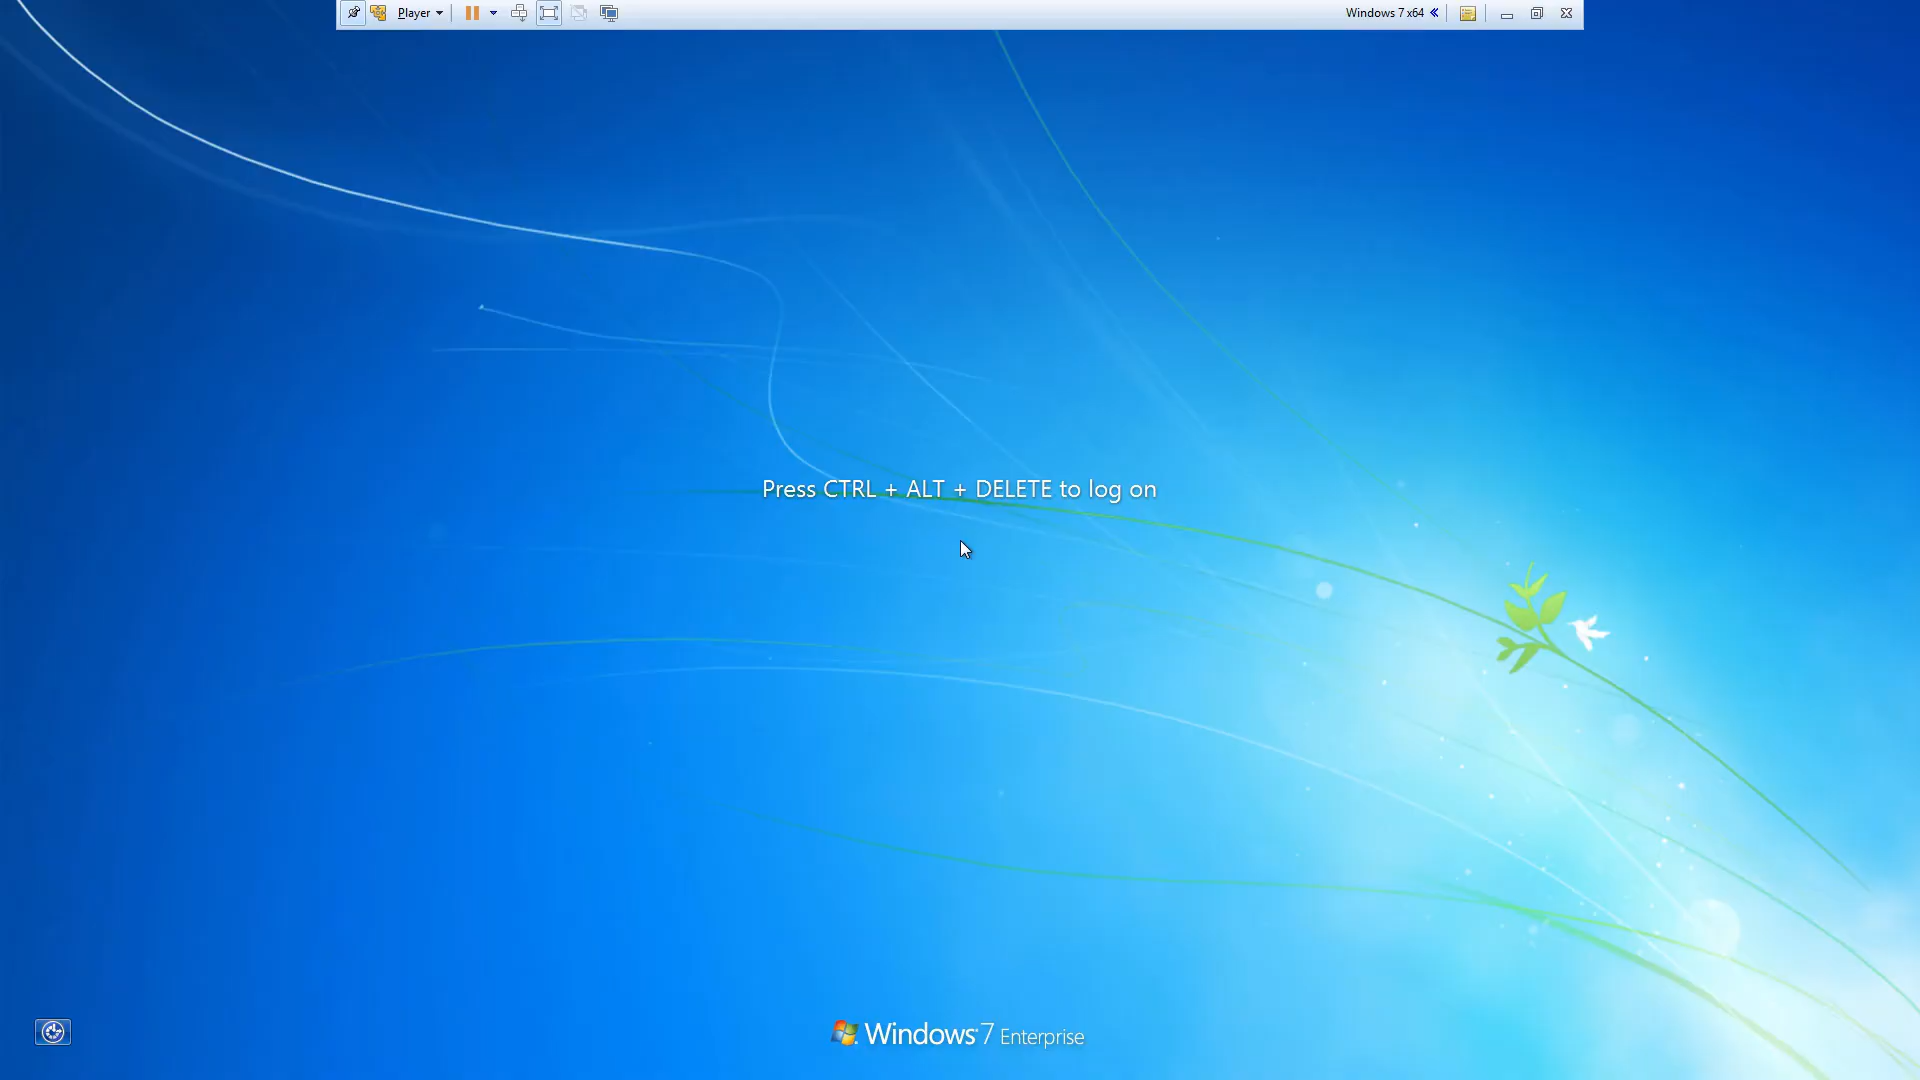 Player
Windows 7 x64
Press CTRL + ALT + DELETE to log on
Windows 7 Enterprise